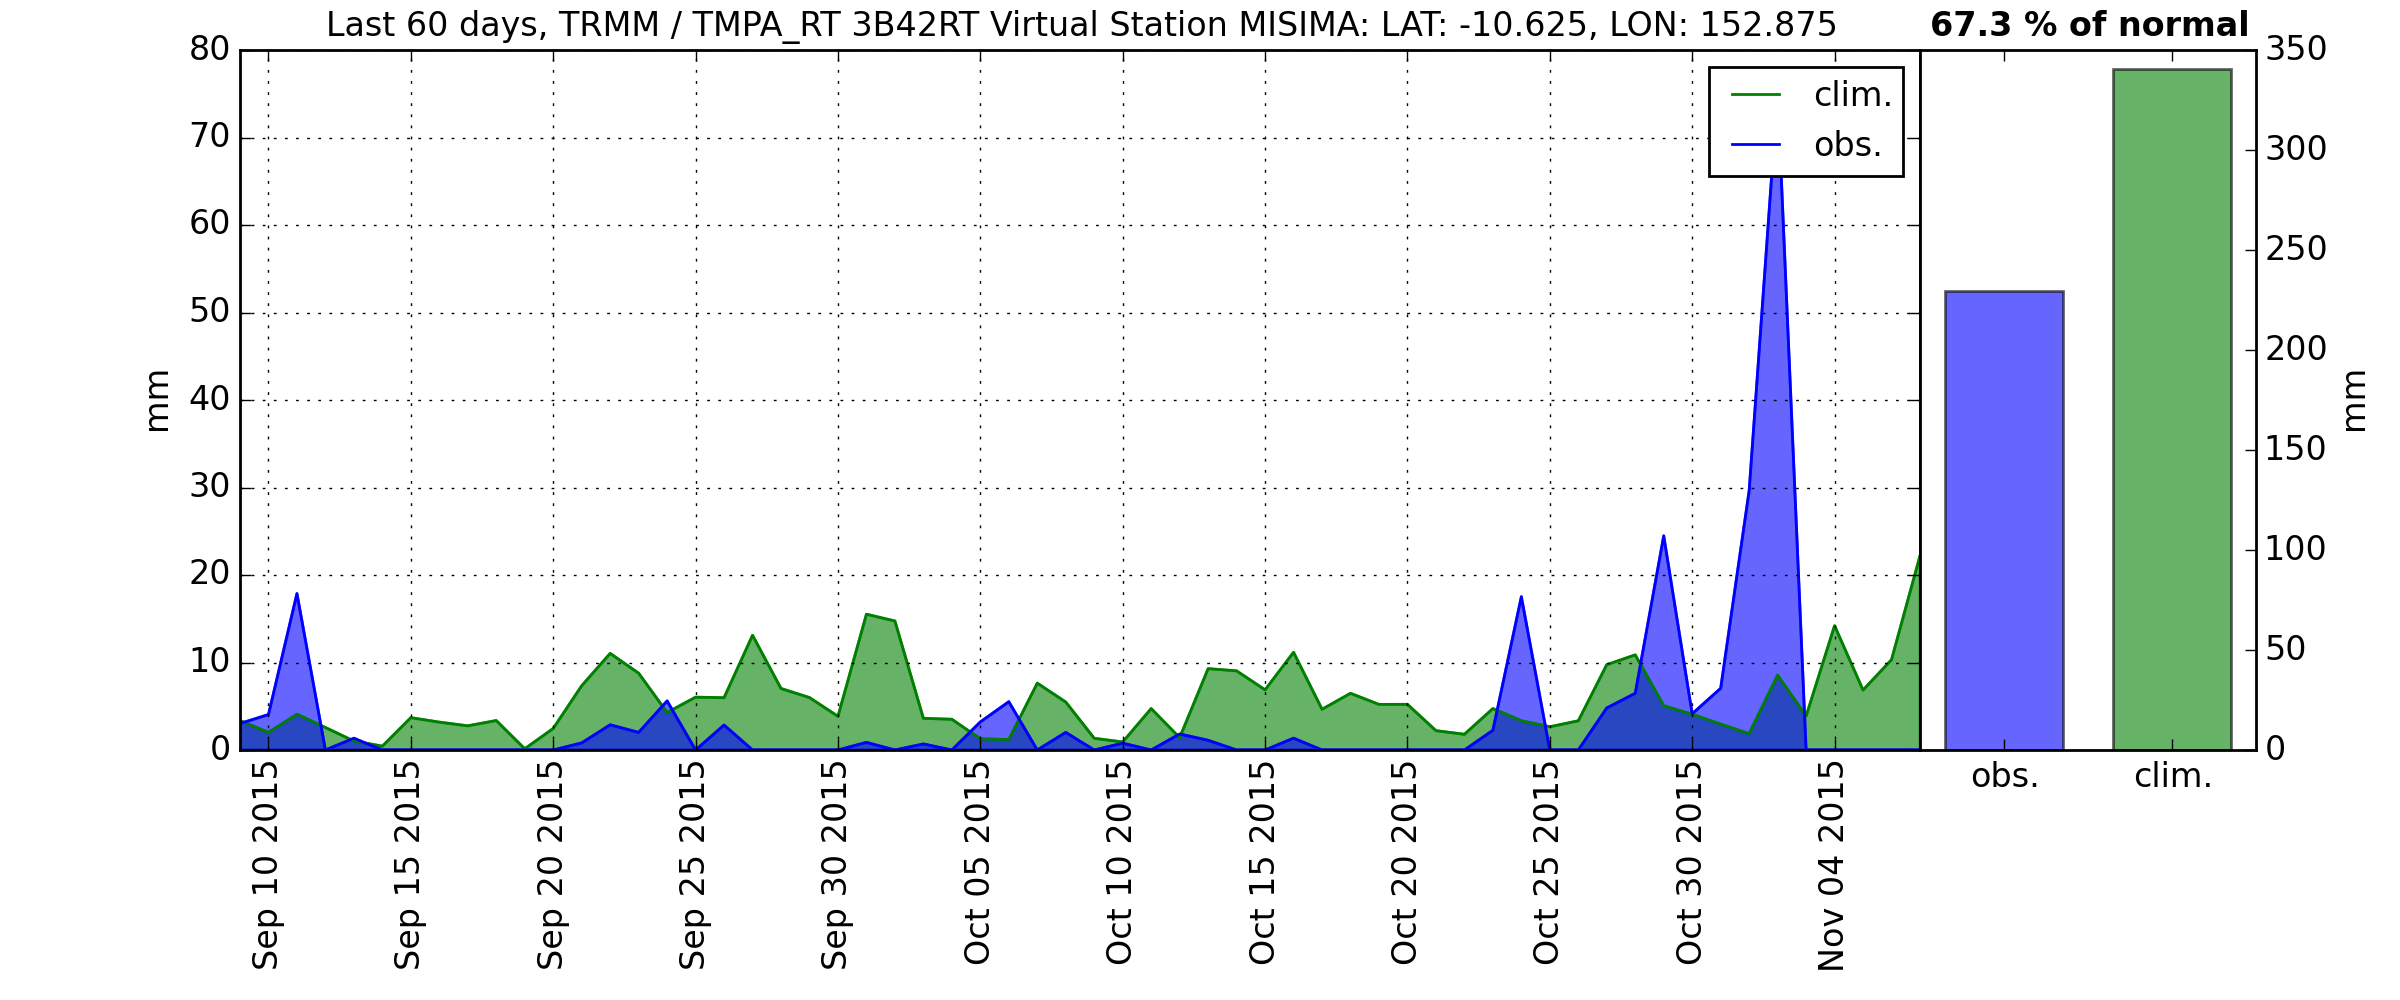 Last 60 days, TRMM / TMPA_RT 3B42RT Virtual Station MISIMA: LAT: -10.625, LON: 152.875
67.3 % of normal
80
70
60
50
40
30
20
10
0
mm
clim.
obs.
350
300
250
200
150
100
50
0
mm
Sep 10 2015
Sep 15 2015
Sep 20 2015
Sep 25 2015
Sep 30 2015
Oct 05 2015
Oct 10 2015
Oct 15 2015
Oct 20 2015
Oct 25 2015
Oct 30 2015
Nov 04 2015
obs.
clim.